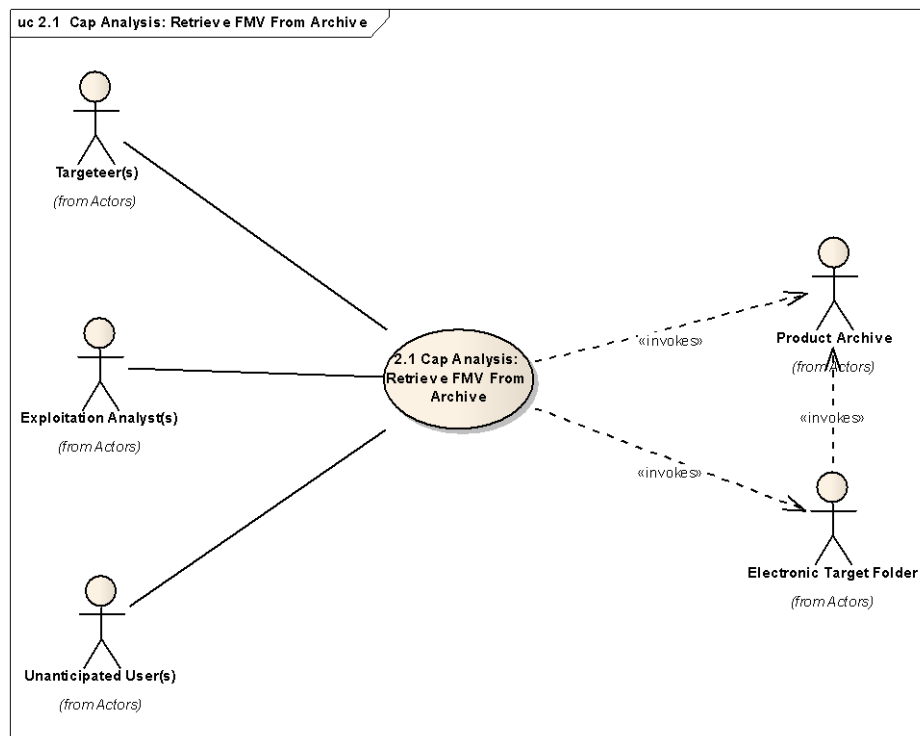 uc 2.1 Cap Analysis: Retrieve FMV From Archive
Targeteer(s)
(from Actors)
Exploitation Analyst(s)
(from Actors)
Unanticipated User(s)
(from Actors)
2.1 Cap Analysis:
Retrieve FMV From
Archive
«invokes»
«invokes»
Product Archive
(from Actors)
«invokes»
Electronic Target Folder
(from Actors)